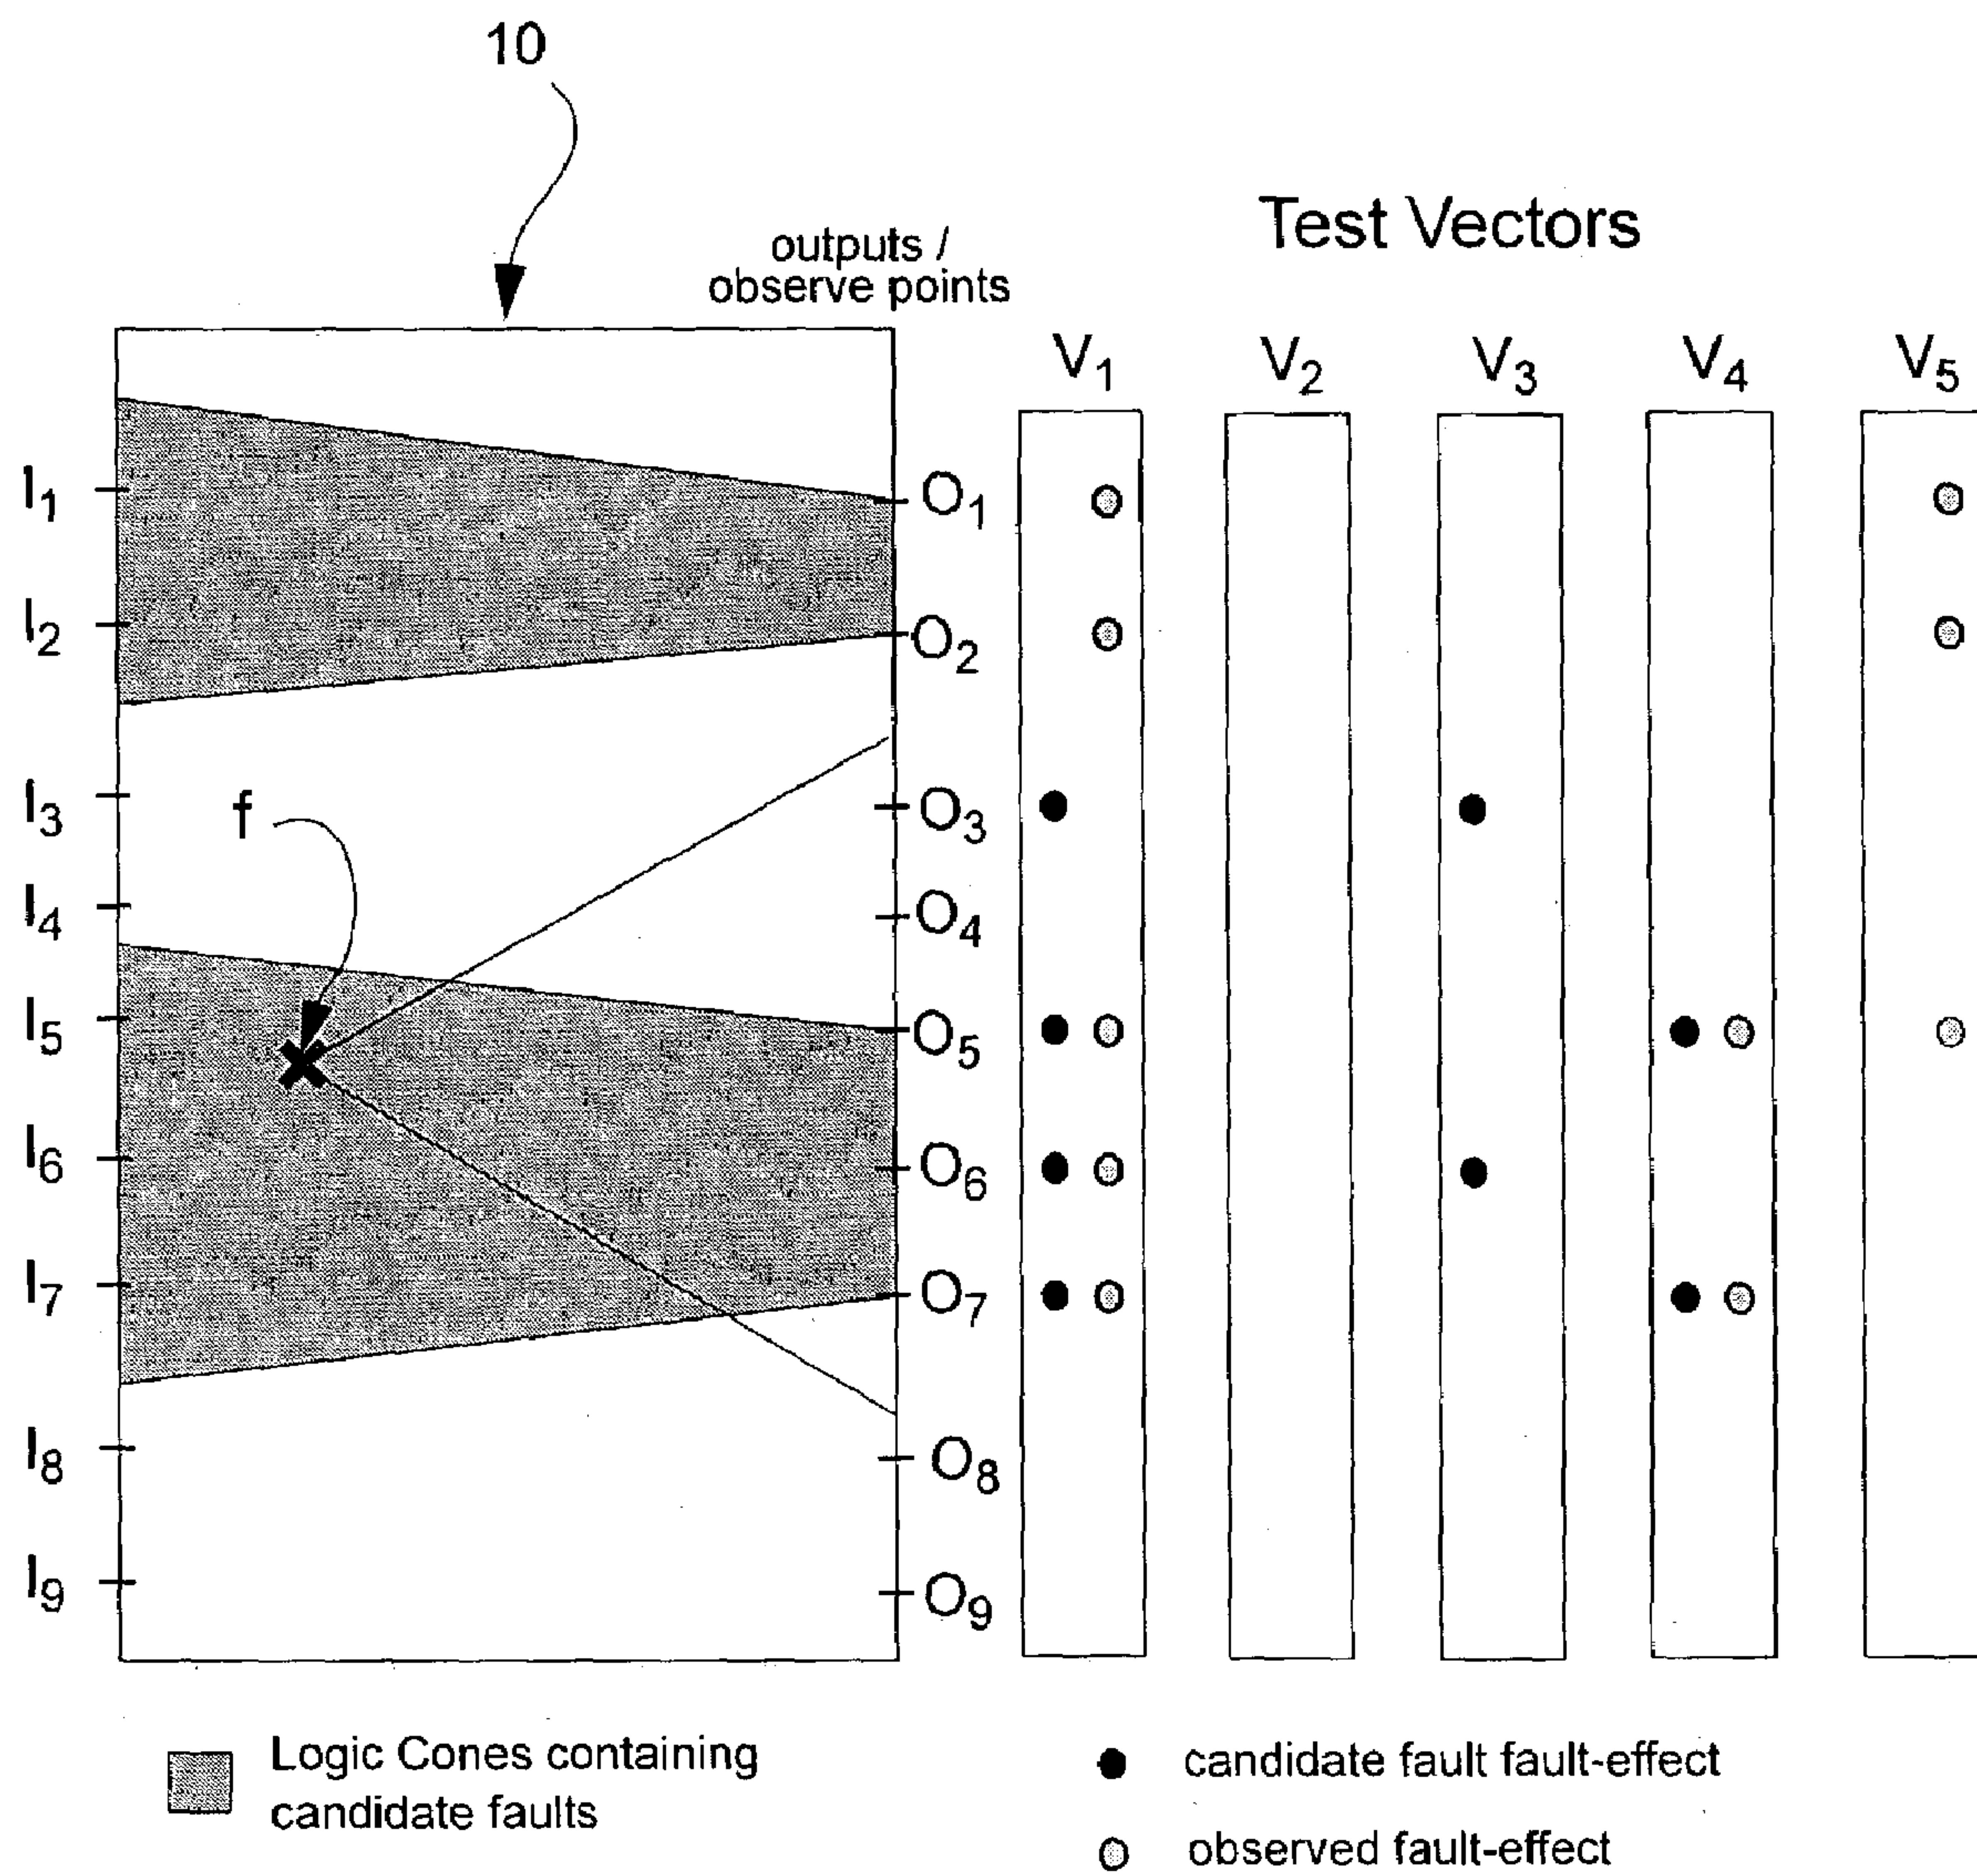 10
outputs /
observe points
Test Vectors
V1 V2 V3 V4 V5
I1 O1
I2 O2
I3 f O3
I4 O4
I5 O5
I6 O6
I7 O7
I8 O8
I9 O9
Logic Cones containing
candidate faults
candidate fault fault-effect
observed fault-effect